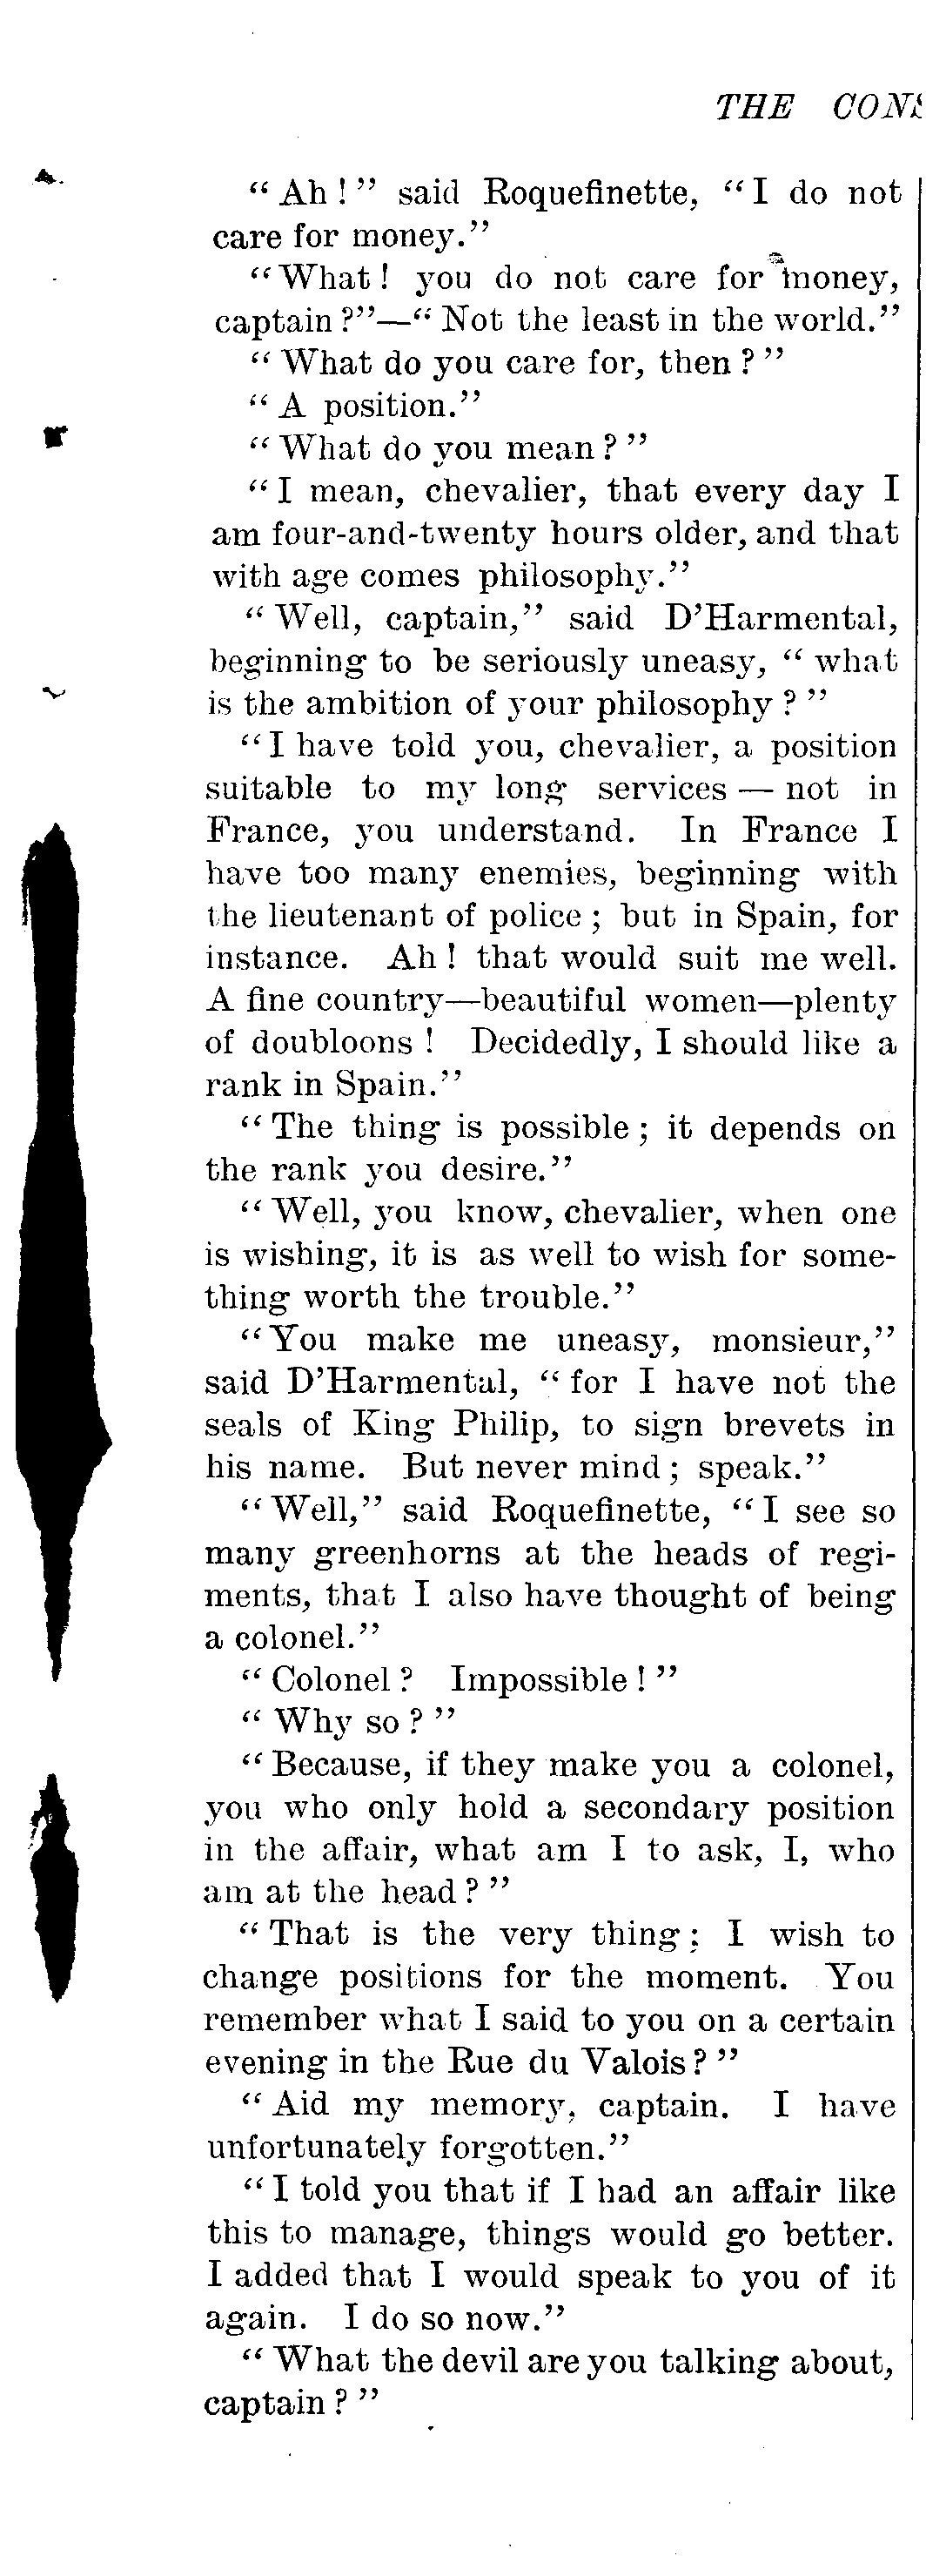 THE CONS
"Ah!" said Roquefinette, "I do not
care for money."
"What! you do not care for money,
captain?"—"Not the least in the world."
"What do you care for, then?"
"A position."
"What do you mean?"
"I mean, chevalier, that every day I
am four-and-twenty hours older, and that
with age comes philosophy."
"Well, captain," said D'Harmental,
beginning to be seriously uneasy, "what
is the ambition of your philosophy?"
"I have told you, chevalier, a position
suitable to my long services — not in
France, you understand. In France I
have too many enemies, beginning with
the lieutenant of police; but in Spain, for
instance. Ah! that would suit me well.
A fine country—beautiful women—plenty
of doubloons! Decidedly, I should like a
rank in Spain."
"The thing is possible; it depends on
the rank you desire."
"Well, you know, chevalier, when one
is wishing, it is as well to wish for some-
thing worth the trouble."
"You make me uneasy, monsieur,"
said D'Harmental, "for I have not the
seals of King Philip, to sign brevets in
his name. But never mind; speak."
"Well," said Roquefinette, "I see so
many greenhorns at the heads of regi-
ments, that I also have thought of being
a colonel."
"Colonel? Impossible!"
"Why so?"
"Because, if they make you a colonel,
you who only hold a secondary position
in the affair, what am I to ask, I, who
am at the head?"
"That is the very thing; I wish to
change positions for the moment. You
remember what I said to you on a certain
evening in the Rue du Valois?"
"Aid my memory, captain. I have
unfortunately forgotten."
"I told you that if I had an affair like
this to manage, things would go better.
I added that I would speak to you of it
again. I do so now."
"What the devil are you talking about,
captain?"